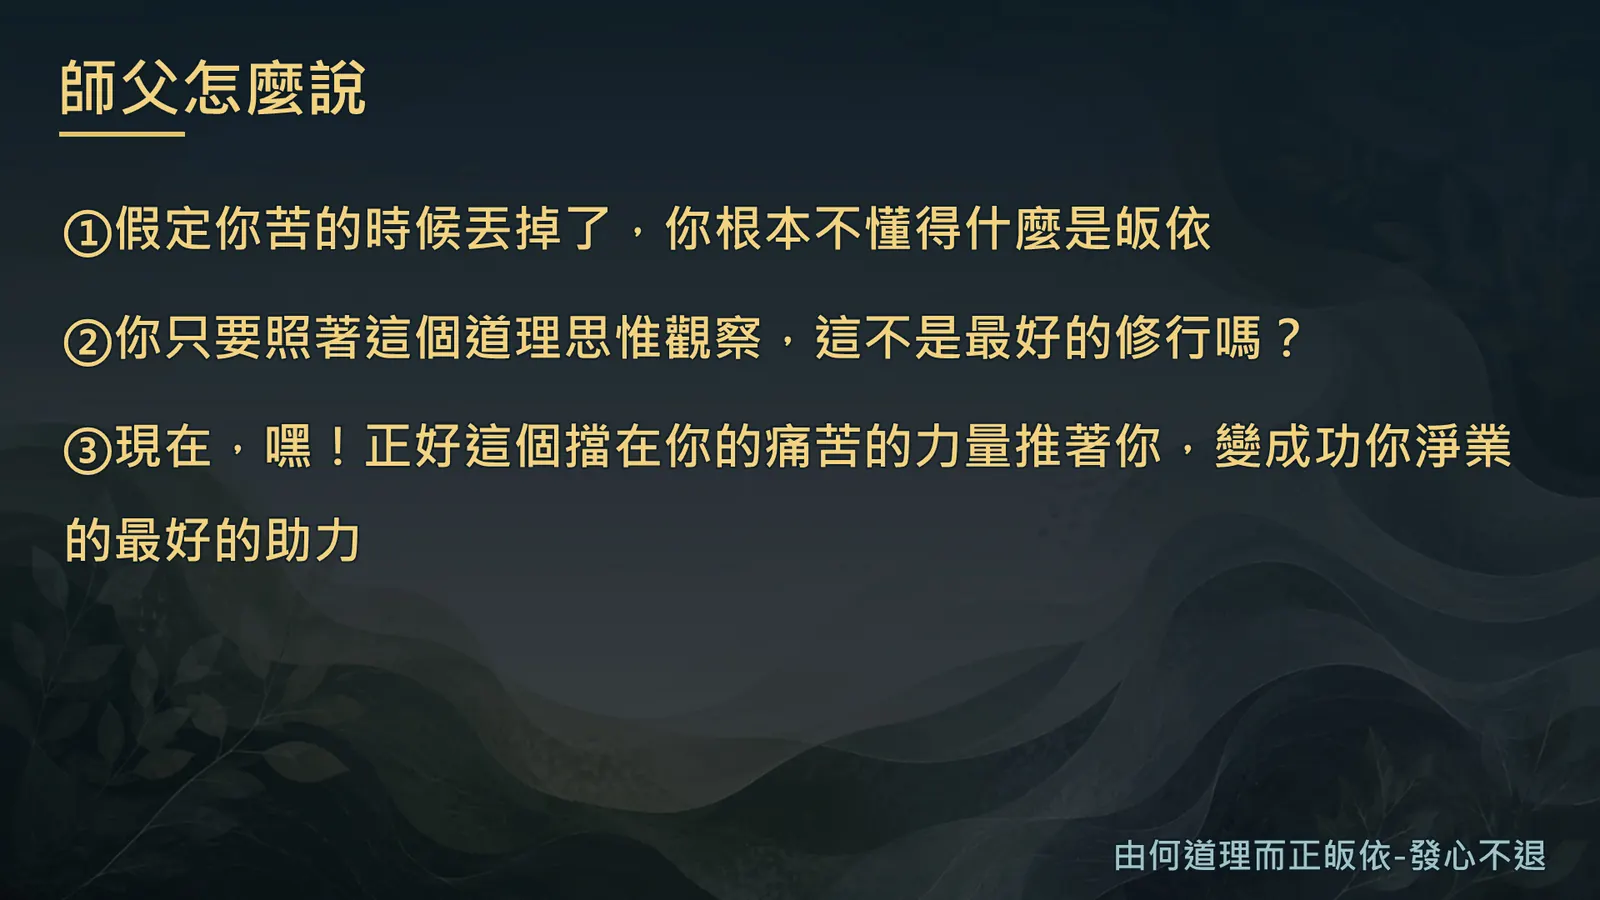 師父怎麼說
①假定你苦的時候丟掉了，你根本不懂得什麼是皈依
②你只要照著這個道理思惟觀察，這不是最好的修行嗎？
③現在，嘿！正好這個擋在你的痛苦的力量推著你，變成功你淨業
的最好的助力
由何道理而正皈依-發心不退